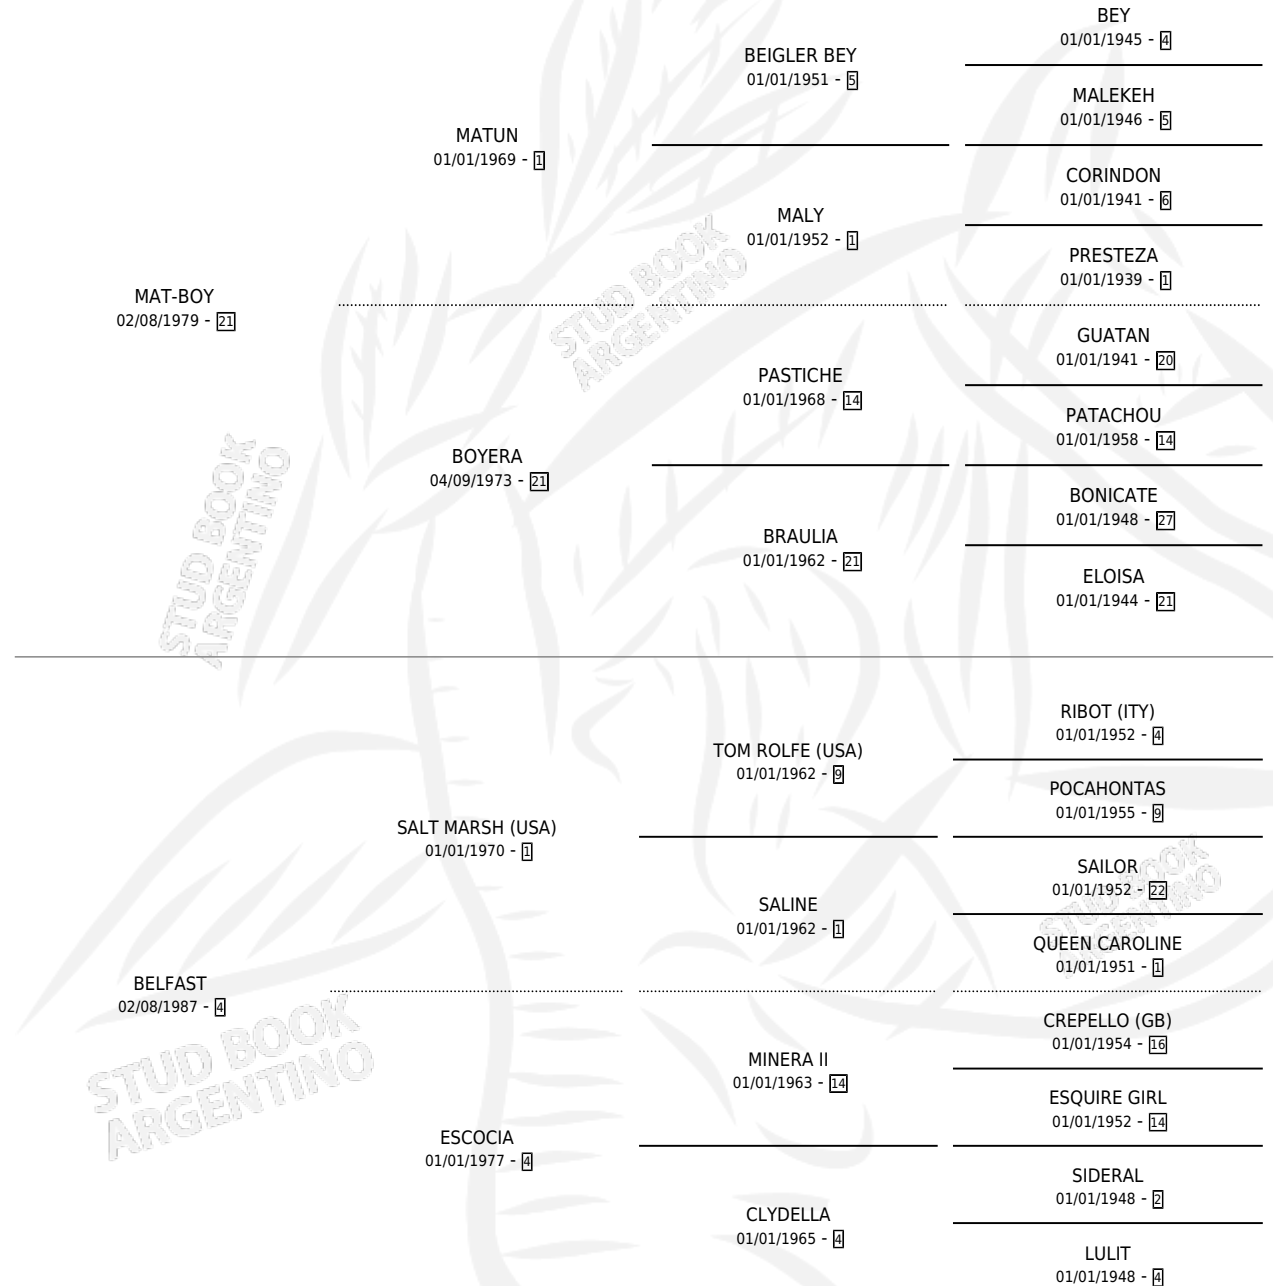 BEY
01/01/1945 - 4
BEIGLER BEY
01/01/1951 - 5
MALEKEH
01/01/1946 - 5
MATUN
01/01/1969 - 1
CORINDON
01/01/1941 - 6
MALY
01/01/1952 - 1
PRESTEZA
01/01/1939 - 1
MAT-BOY
02/08/1979 - 21
GUATAN
01/01/1941 - 20
PASTICHE
01/01/1968 - 14
PATACHOU
01/01/1958 - 14
BOYERA
04/09/1973 - 21
BONICATE
01/01/1948 - 27
BRAULIA
01/01/1962 - 21
ELOISA
01/01/1944 - 21
RIBOT (ITY)
01/01/1952 - 4
TOM ROLFE (USA)
01/01/1962 - 9
POCAHONTAS
01/01/1955 - 9
SALT MARSH (USA)
01/01/1970 - 1
SAILOR
01/01/1952 - 22
SALINE
01/01/1962 - 1
QUEEN CAROLINE
01/01/1951 - 1
BELFAST
02/08/1987 - 4
CREPELLO (GB)
01/01/1954 - 16
MINERA II
01/01/1963 - 14
ESQUIRE GIRL
01/01/1952 - 14
ESCOCIA
01/01/1977 - 4
SIDERAL
01/01/1948 - 2
CLYDELLA
01/01/1965 - 4
LULIT
01/01/1948 - 4
STUD BOOK
ARGENTINO
STUD BOOK
ARGENTINO
STUD BOOK
ARGENTINO
STUD BOOK
ARGENTINO